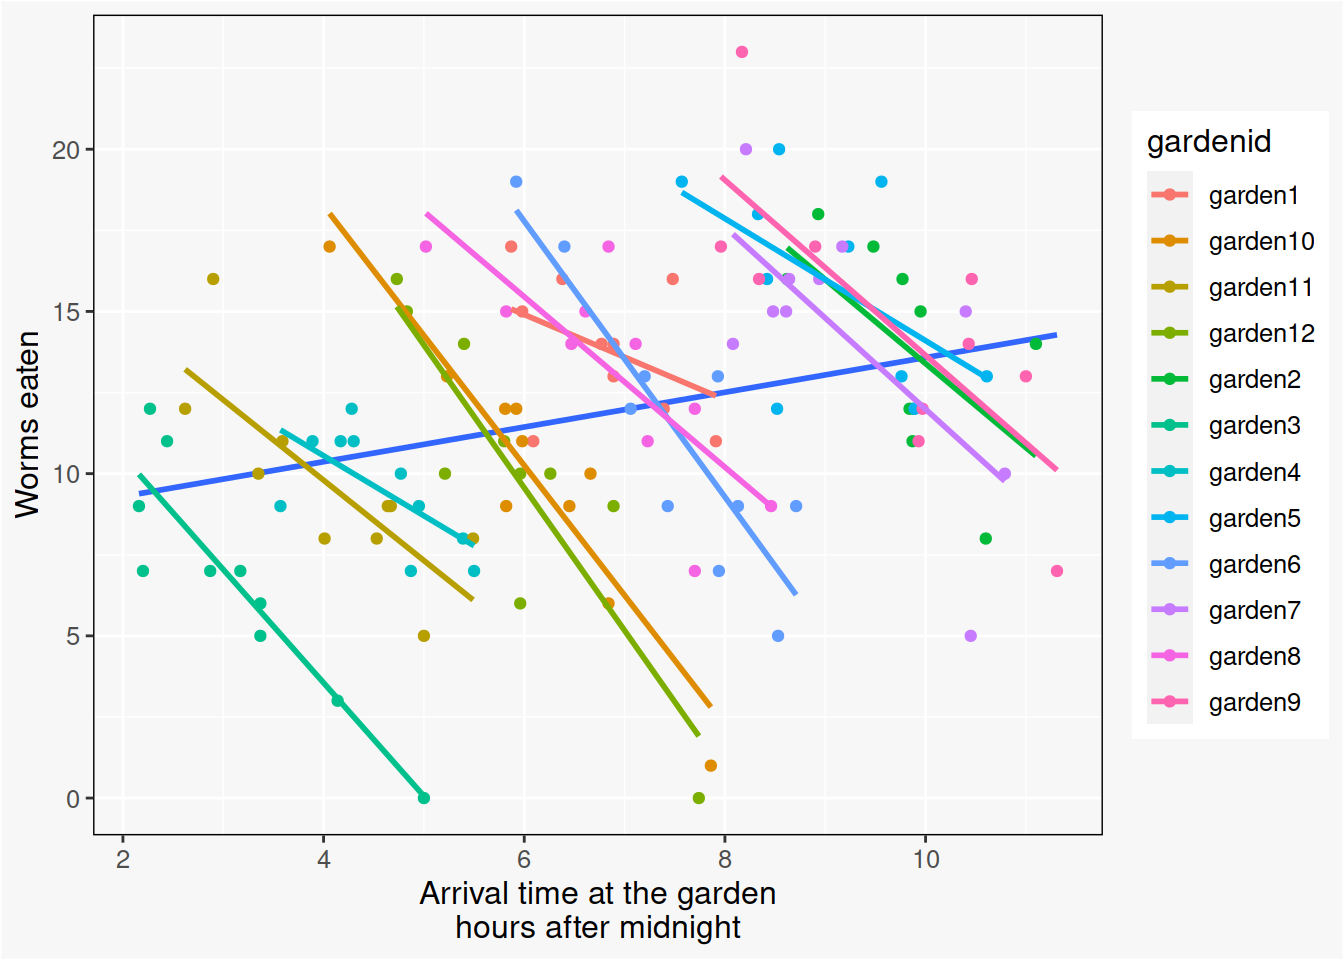 Worms eaten
20
15
10
5
0
2 4 6 8 10
Arrival time at the garden
hours after midnight
gardenid
garden1
garden10
garden11
garden12
garden2
garden3
garden4
garden5
garden6
garden7
garden8
garden9